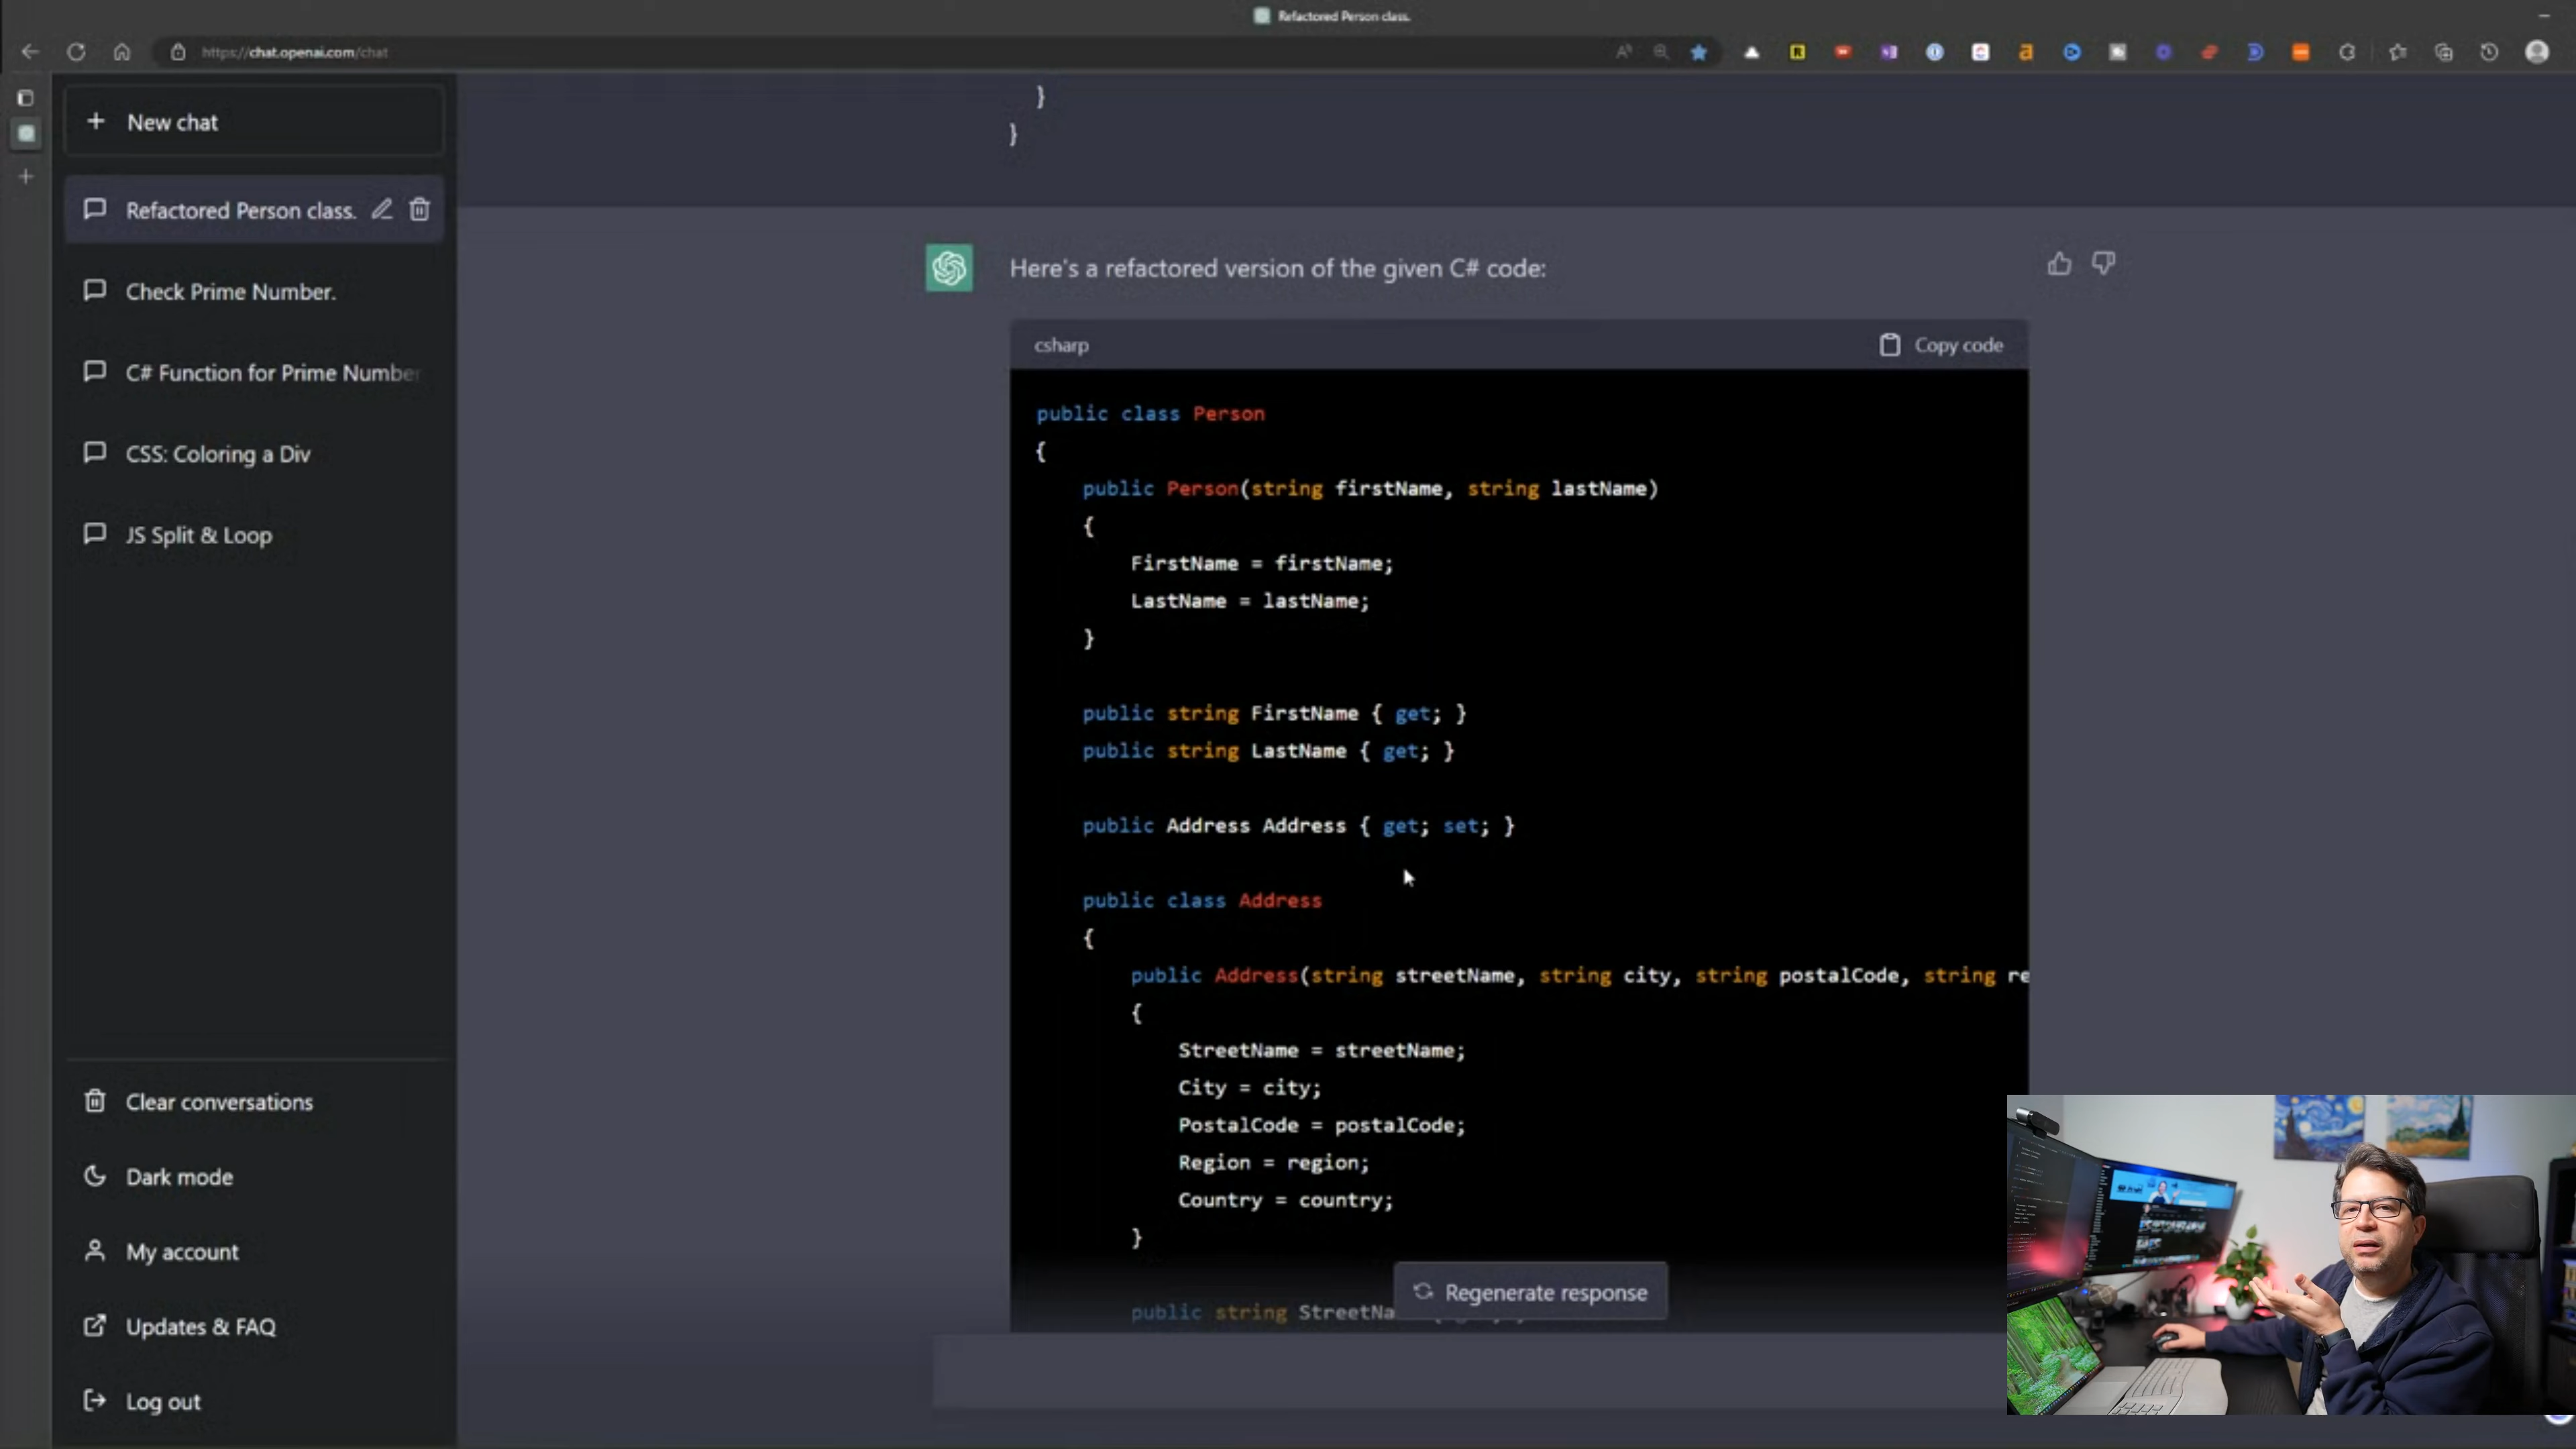 Refactored Person class.
https://chat.openai.com/chat
New chat
Refactored Person class.
Check Prime Number.
C# Function for Prime Number
CSS: Coloring a Div
JS Split & Loop
Clear conversations
Dark mode
My account
Updates & FAQ
Log out
}
}
Here's a refactored version of the given C# code:
csharp
Copy code
public class Person
{
public Person(string firstName, string lastName)
{
FirstName = firstName;
LastName = lastName;
}
public string FirstName { get; }
public string LastName { get; }
public Address Address { get; set; }
public class Address
{
public Address(string streetName, string city, string postalCode, string re
{
StreetName = streetName;
City = city;
PostalCode = postalCode;
Region = region;
Country = country;
}
public string StreetNa
Regenerate response